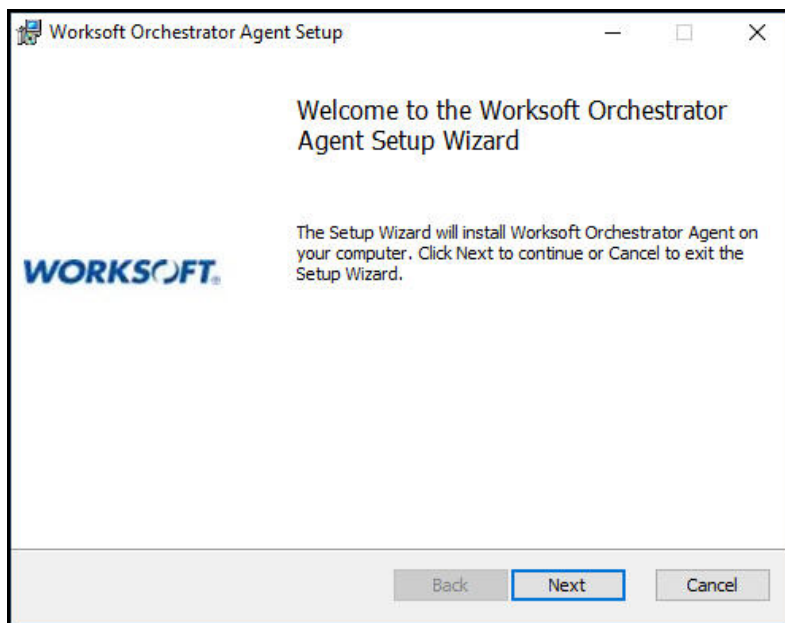 Worksoft Orchestrator Agent Setup
Welcome to the Worksoft Orchestrator
Agent Setup Wizard
The Setup Wizard will install Worksoft Orchestrator Agent on
your computer. Click Next to continue or Cancel to exit the
Setup Wizard.
WORKSOFT®
Back
Next
Cancel